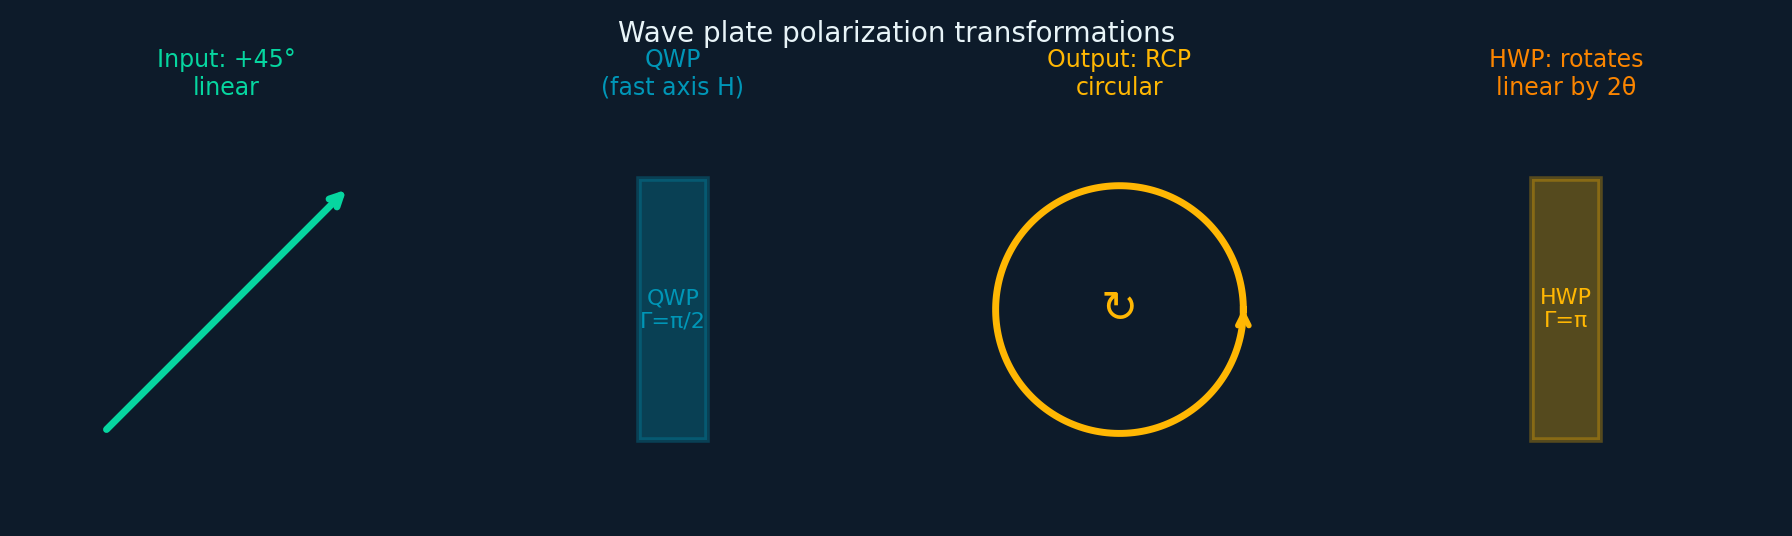 Wave plate polarization transformations
Input: +45°
linear
QWP
(fast axis H)
Output: RCP
circular
HWP: rotates
linear by 2θ
QWP
Γ=π/2
↻
HWP
Γ=π